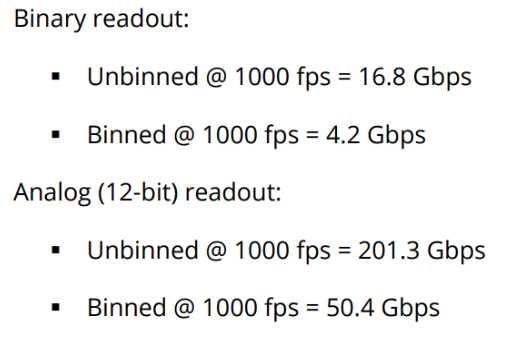 Binary readout:
▪ Unbinned @ 1000 fps = 16.8 Gbps
▪ Binned @ 1000 fps = 4.2 Gbps
Analog (12-bit) readout:
▪ Unbinned @ 1000 fps = 201.3 Gbps
▪ Binned @ 1000 fps = 50.4 Gbps